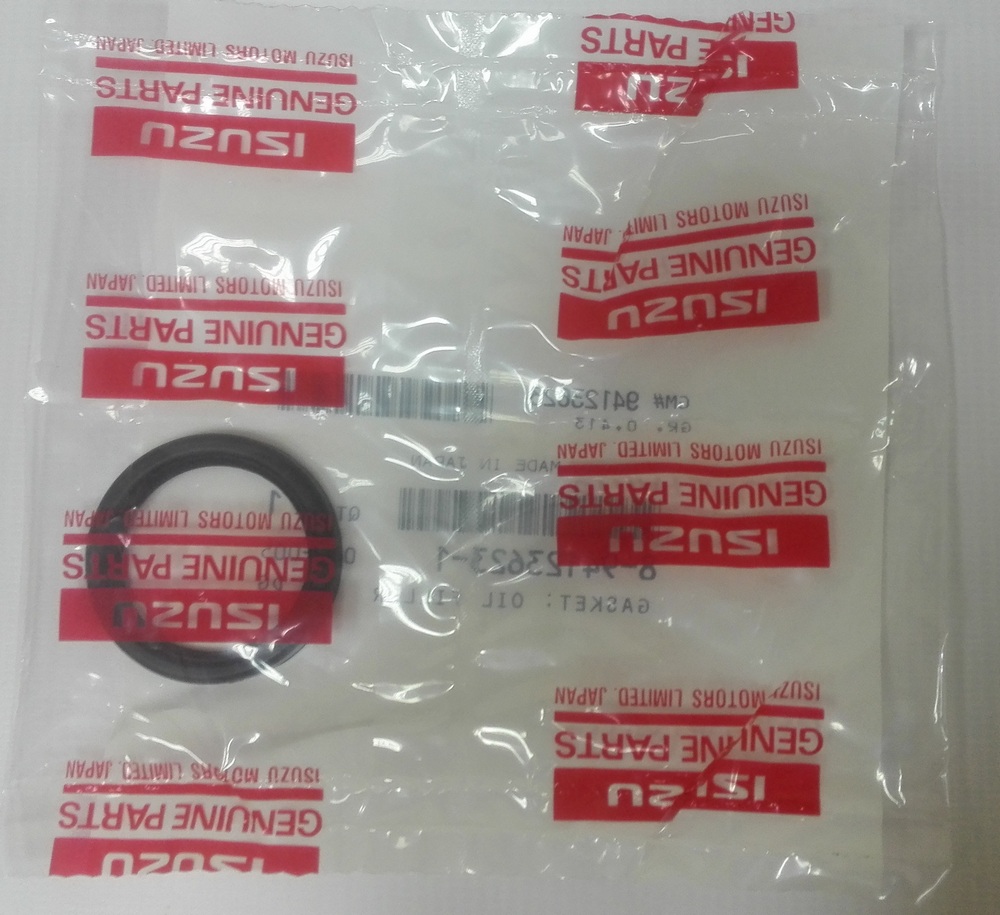 ISUZU MOTORS LIMITED. JAPAN
GENUINE PARTS
ISUZU
GENUINE PARTS
ISUZU
ISUZU MOTORS LIMITED. JAPAN
GENUINE PARTS
ISUZU
ISUZU MOTORS LIMITED. JAPAN
GENUINE PARTS
ISUZU
GM# 94123623
GR. 0.413
MADE IN JAPAN
ISUZU MOTORS LIMITED. JAPAN
GENUINE PARTS
ISUZU
8-94123623-1
GASKET: OIL FILLER
1
ISUZU MOTORS LIMITED. JAPAN
GENUINE PARTS
ISUZU
ISUZU MOTORS LIMITED. JAPAN
GENUINE PARTS
ISUZU
ISUZU MOTORS LIMITED. JAPAN
GENUINE PARTS
ISUZU